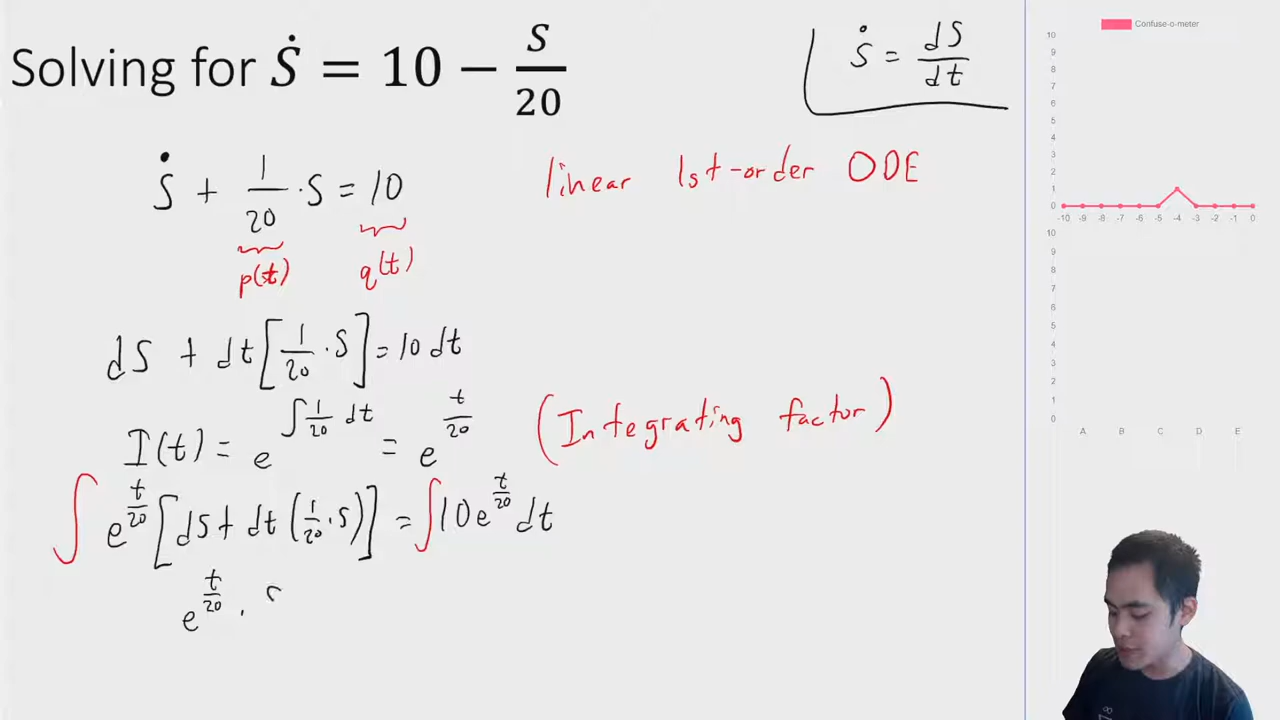 Solving for Ṡ = 10 − S/20
Ṡ = dS/dt
Ṡ + 1/20 · S = 10
p(t) q(t)
linear 1st-order ODE
dS + dt[1/20 · S] = 10 dt
I(t) = e^(∫ 1/20 dt) = e^(t/20)
(Integrating factor)
∫ e^(t/20) [dS + dt (1/20 · S)] = ∫ 10e^(t/20) dt
e^(t/20) ·
Confuse-o-meter
10
9
8
7
6
5
4
3
2
1
0
-10 -9 -8 -7 -6 -5 -4 -3 -2 -1 0
10
9
8
7
6
5
4
3
2
1
0
A B C D E